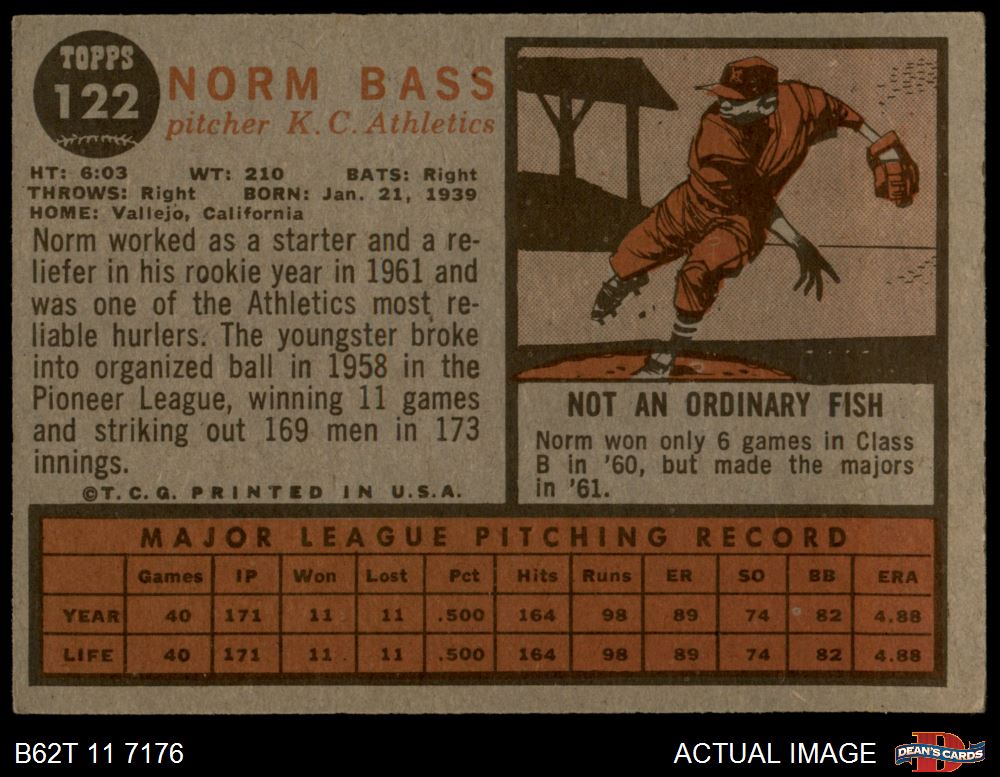 TOPPS
122
NORM BASS
pitcher K. C. Athletics
HT: 6:03 WT: 210 BATS: Right
THROWS: Right BORN: Jan. 21, 1939
HOME: Vallejo, California
Norm worked as a starter and a re-
liefer in his rookie year in 1961 and
was one of the Athletics most re-
liable hurlers. The youngster broke
into organized ball in 1958 in the
Pioneer League, winning 11 games
and striking out 169 men in 173
innings.
©T. C. G. PRINTED IN U.S.A.
NOT AN ORDINARY FISH
Norm won only 6 games in Class
B in '60, but made the majors
in '61.
MAJOR LEAGUE PITCHING RECORD
Games IP Won Lost Pct Hits Runs ER SO BB ERA
YEAR 40 171 11 11 .500 164 98 89 74 82 4.88
LIFE 40 171 11 11 .500 164 98 89 74 82 4.88
B62T 11 7176
ACTUAL IMAGE
DEAN'S CARDS